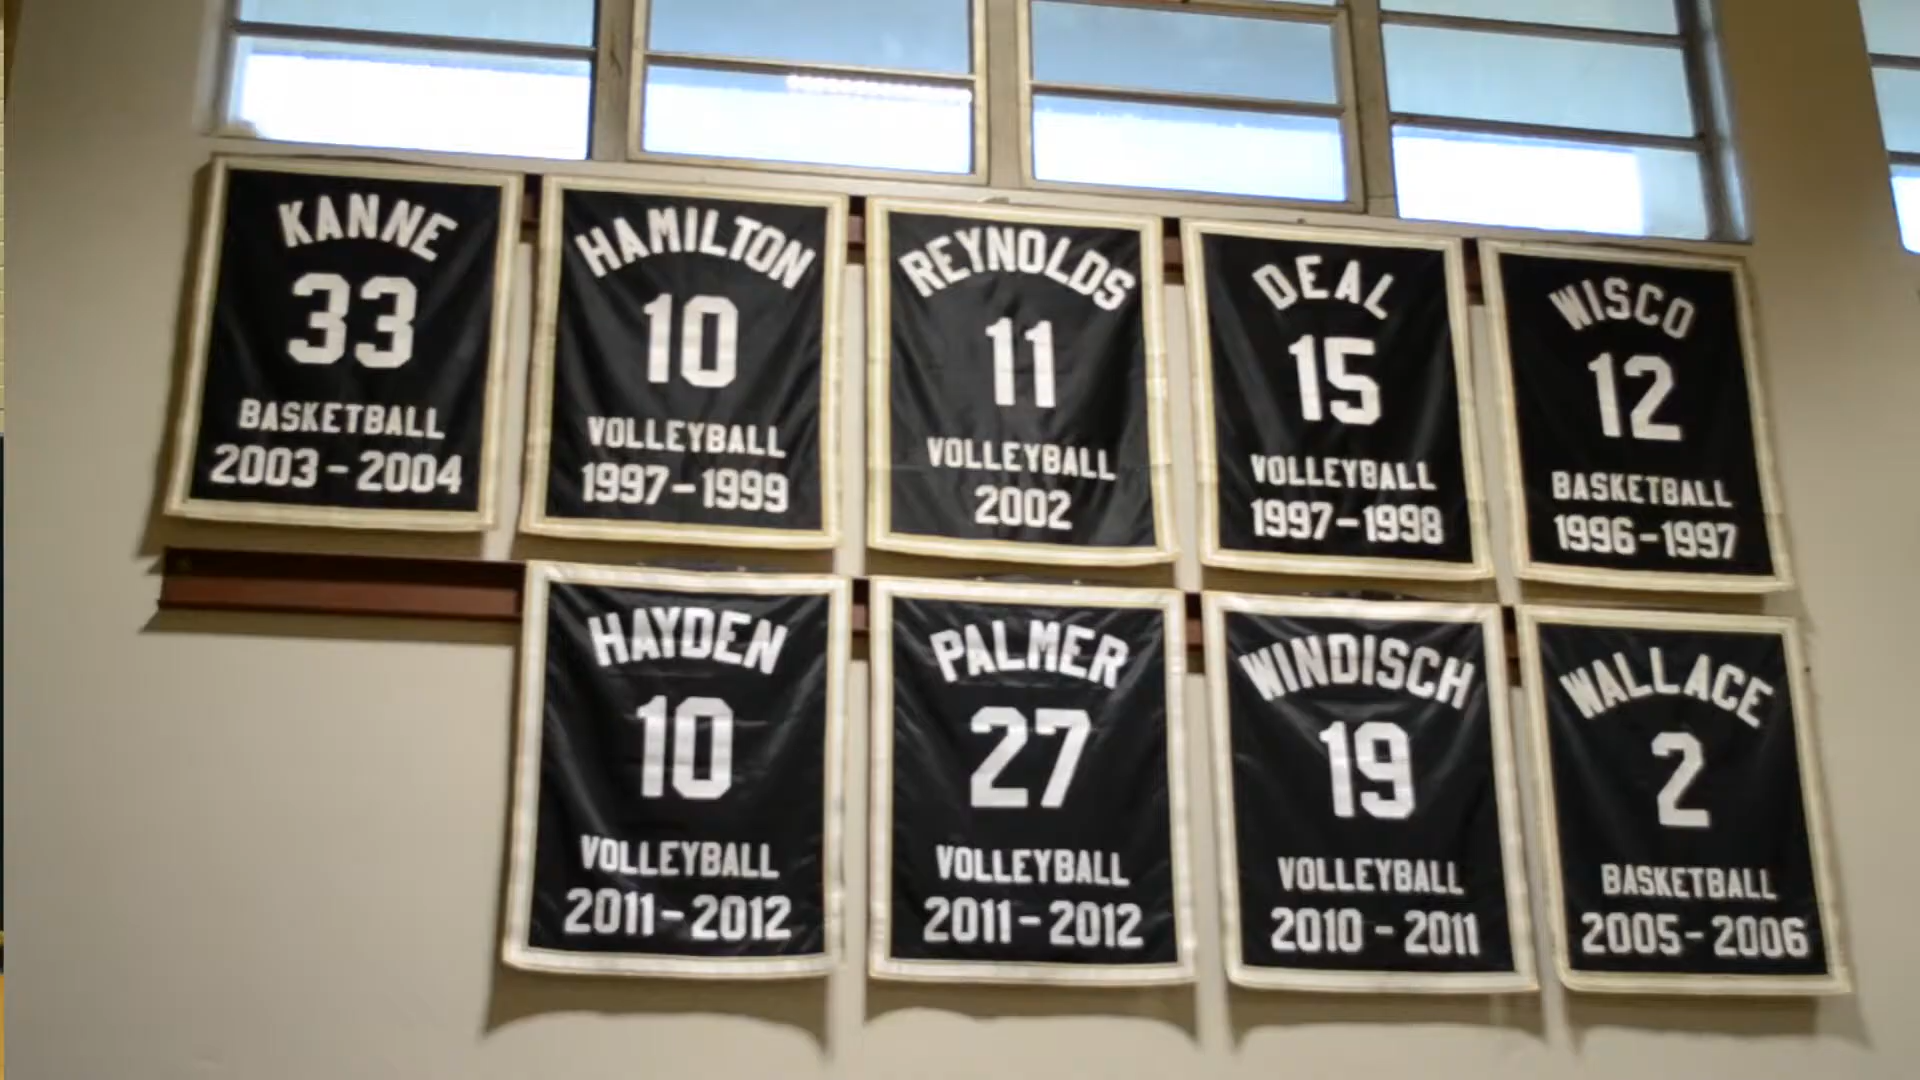 KANNE
33
BASKETBALL
2003-2004
HAMILTON
10
VOLLEYBALL
1997-1999
REYNOLDS
11
VOLLEYBALL
2002
DEAL
15
VOLLEYBALL
1997-1998
WISCO
12
BASKETBALL
1996-1997
HAYDEN
10
VOLLEYBALL
2011-2012
PALMER
27
VOLLEYBALL
2011-2012
WINDISCH
19
VOLLEYBALL
2010-2011
WALLACE
2
BASKETBALL
2005-2006